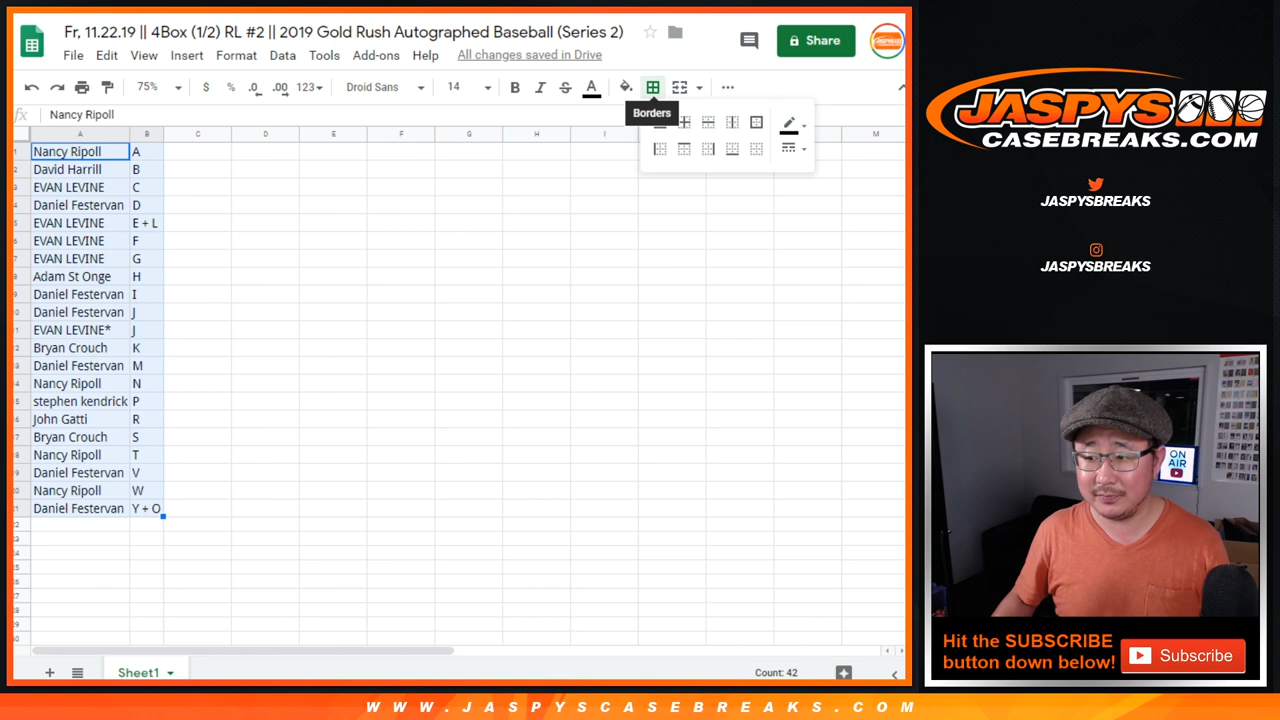 Fr, 11.22.19 || 4Box (1/2) RL #2 || 2019 Gold Rush Autographed Baseball (Series 2)
File Edit View Insert Format Data Tools Add-ons Help All changes saved in Drive
Share
75% $ % .0 .00 123 Droid Sans 14 B I S A
Borders
fx Nancy Ripoll
A B C D E F G H I J K L M
Nancy Ripoll A
David Harrill B
EVAN LEVINE C
Daniel Festervan D
EVAN LEVINE E + L
EVAN LEVINE F
EVAN LEVINE G
Adam St Onge H
Daniel Festervan I
Daniel Festervan J
EVAN LEVINE* J
Bryan Crouch K
Daniel Festervan M
Nancy Ripoll N
stephen kendrick P
John Gatti R
Bryan Crouch S
Nancy Ripoll T
Daniel Festervan V
Nancy Ripoll W
Daniel Festervan Y + O
Sheet1
Count: 42
JASPYS
CASEBREAKS.COM
JASPYSBREAKS
JASPYSBREAKS
ON
AIR
Hit the SUBSCRIBE
button down below!
Subscribe
WWW.JASPYSCASEBREAKS.COM